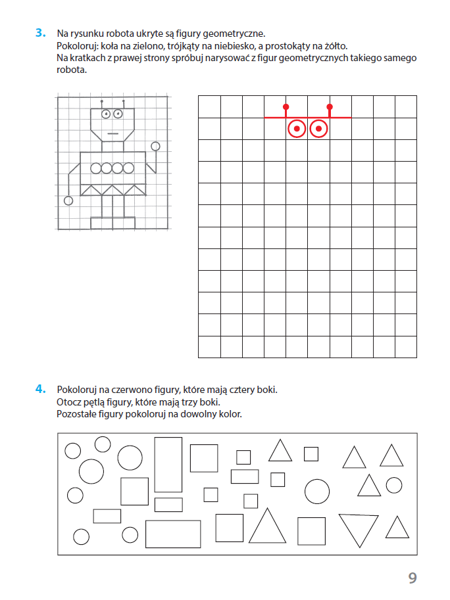 3. Na rysunku robota ukryte są figury geometryczne.
Pokoloruj: koła na zielono, trójkąty na niebiesko, a prostokąty na żółto.
Na kratkach z prawej strony spróbuj narysować z figur geometrycznych takiego samego
robota.
4. Pokoloruj na czerwono figury, które mają cztery boki.
Otocz pętlą figury, które mają trzy boki.
Pozostałe figury pokoloruj na dowolny kolor.
9